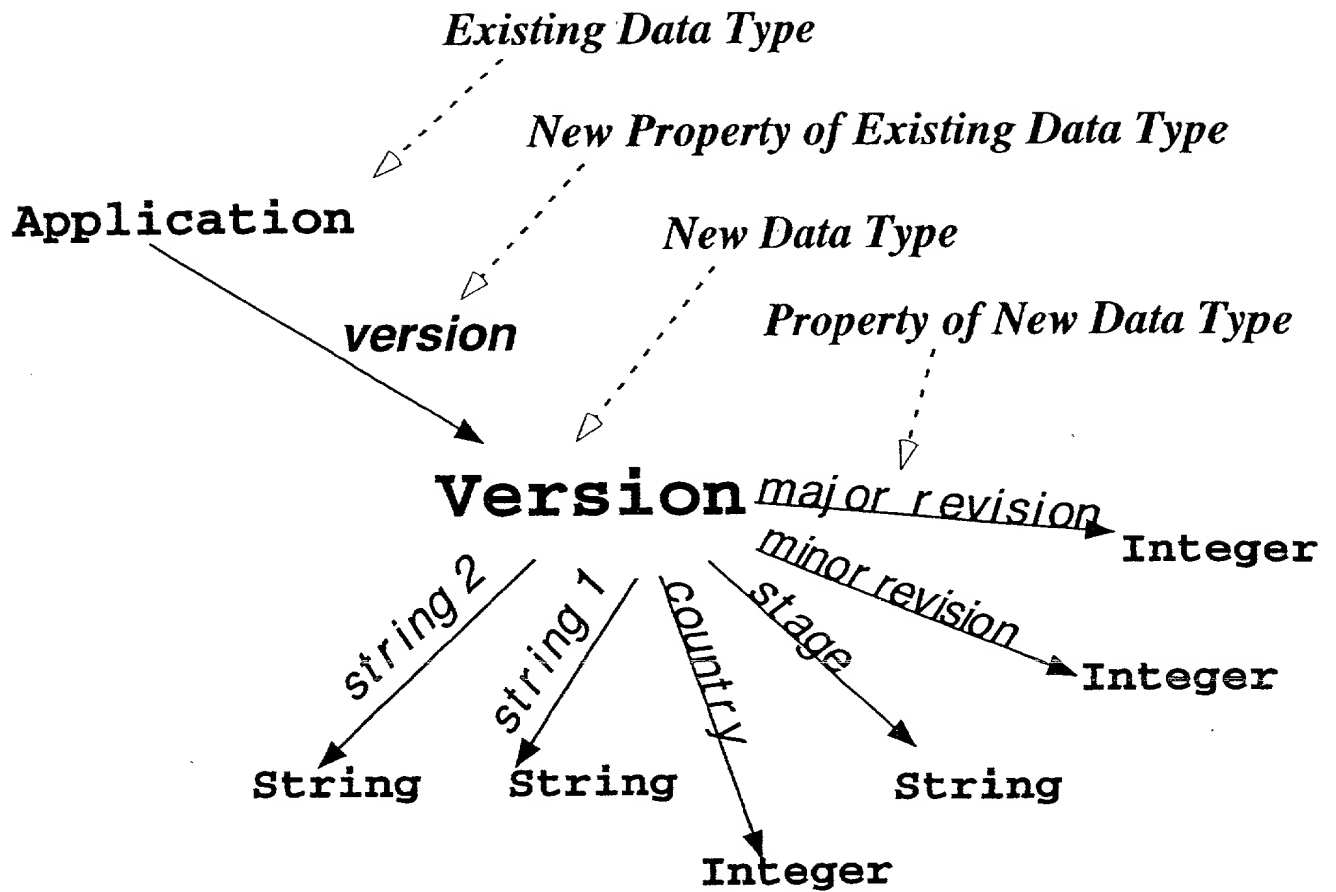 Existing Data Type
New Property of Existing Data Type
Application
New Data Type
version
Property of New Data Type
Version
major revision
Integer
minor revision
Integer
stage
String
country
Integer
string 1
String
string 2
String